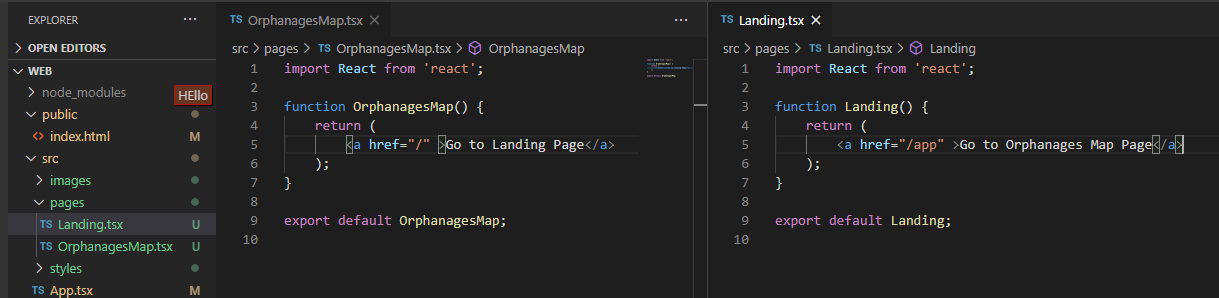 EXPLORER ...
OPEN EDITORS
WEB
node_modules
HEllo
public
index.html M
src
images
pages
TS Landing.tsx U
TS OrphanagesMap.tsx U
styles
TS App.tsx M
TS OrphanagesMap.tsx ...
src > pages > TS OrphanagesMap.tsx > OrphanagesMap
1 import React from 'react';
2
3 function OrphanagesMap() {
4 return (
5 <a href="/" >Go to Landing Page</a>
6 );
7 }
8
9 export default OrphanagesMap;
10
TS Landing.tsx
src > pages > TS Landing.tsx > Landing
1 import React from 'react';
2
3 function Landing() {
4 return (
5 <a href="/app" >Go to Orphanages Map Page</a>
6 );
7 }
8
9 export default Landing;
10